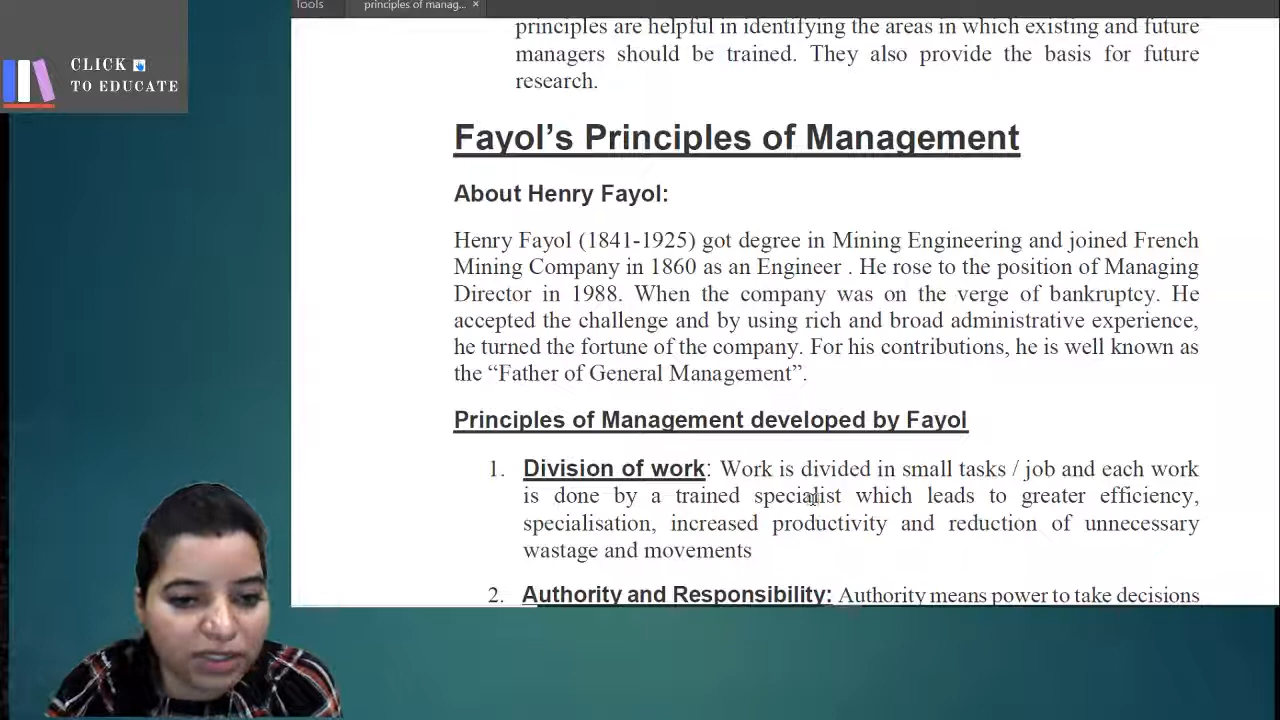 Tools
principles of manag... ×
CLICK
TO EDUCATE
principles are helpful in identifying the areas in which existing and future
managers should be trained. They also provide the basis for future
research.
Fayol’s Principles of Management
About Henry Fayol:
Henry Fayol (1841-1925) got degree in Mining Engineering and joined French
Mining Company in 1860 as an Engineer . He rose to the position of Managing
Director in 1988. When the company was on the verge of bankruptcy. He
accepted the challenge and by using rich and broad administrative experience,
he turned the fortune of the company. For his contributions, he is well known as
the “Father of General Management”.
Principles of Management developed by Fayol
1. Division of work: Work is divided in small tasks / job and each work
is done by a trained specialist which leads to greater efficiency,
specialisation, increased productivity and reduction of unnecessary
wastage and movements
2. Authority and Responsibility: Authority means power to take decisions